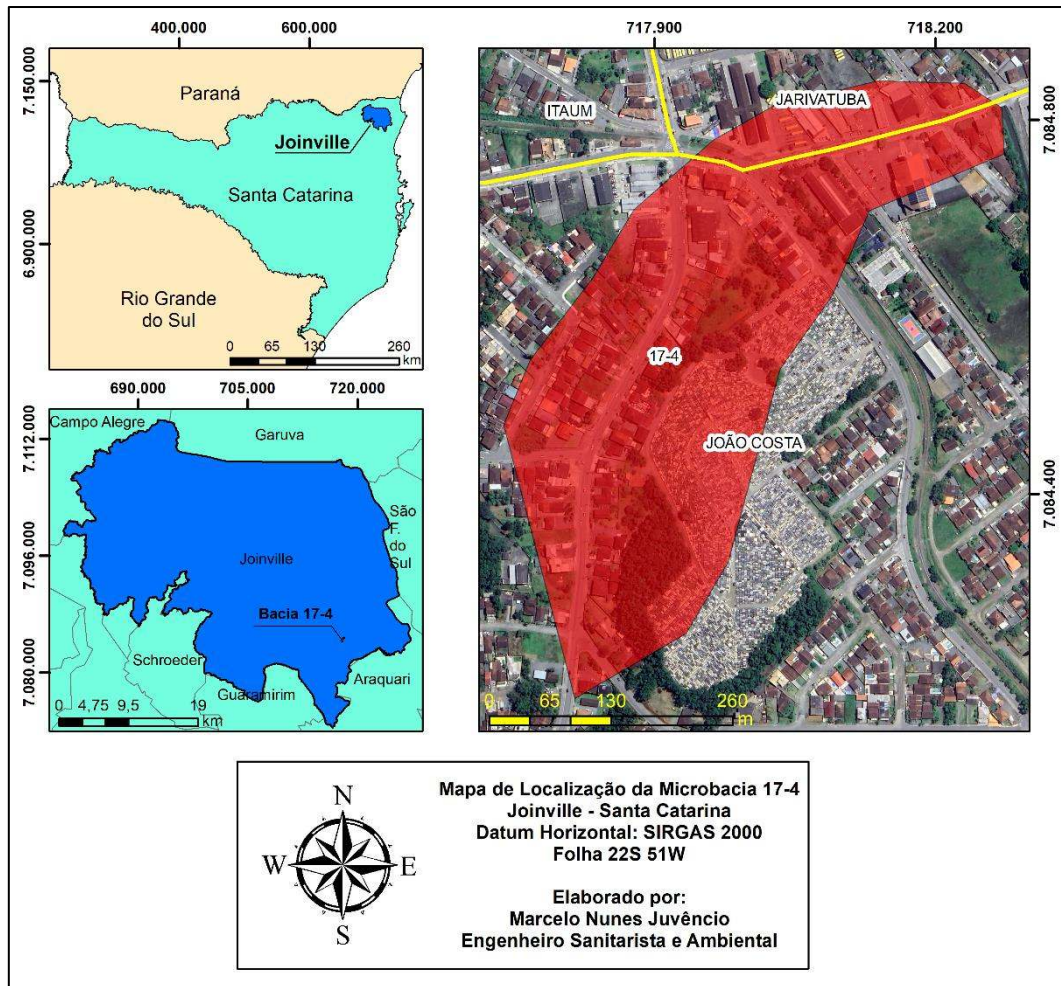 400.000
600.000
7.150.000
6.900.000
Paraná
Joinville
Santa Catarina
Rio Grande
do Sul
0 65 130 260
km
690.000
705.000
720.000
7.112.000
7.096.000
7.080.000
Campo Alegre
Garuva
São
F.
do
Sul
Joinville
Bacia 17-4
Schroeder
Guaramirim
Araquari
0 4,75 9,5 19
km
717.900
718.200
7.084.800
7.084.400
ITAUM
JARIVATUBA
17-4
JOÃO COSTA
0 65 130 260
m
N
W
E
S
Mapa de Localização da Microbacia 17-4
Joinville - Santa Catarina
Datum Horizontal: SIRGAS 2000
Folha 22S 51W
Elaborado por:
Marcelo Nunes Juvêncio
Engenheiro Sanitarista e Ambiental